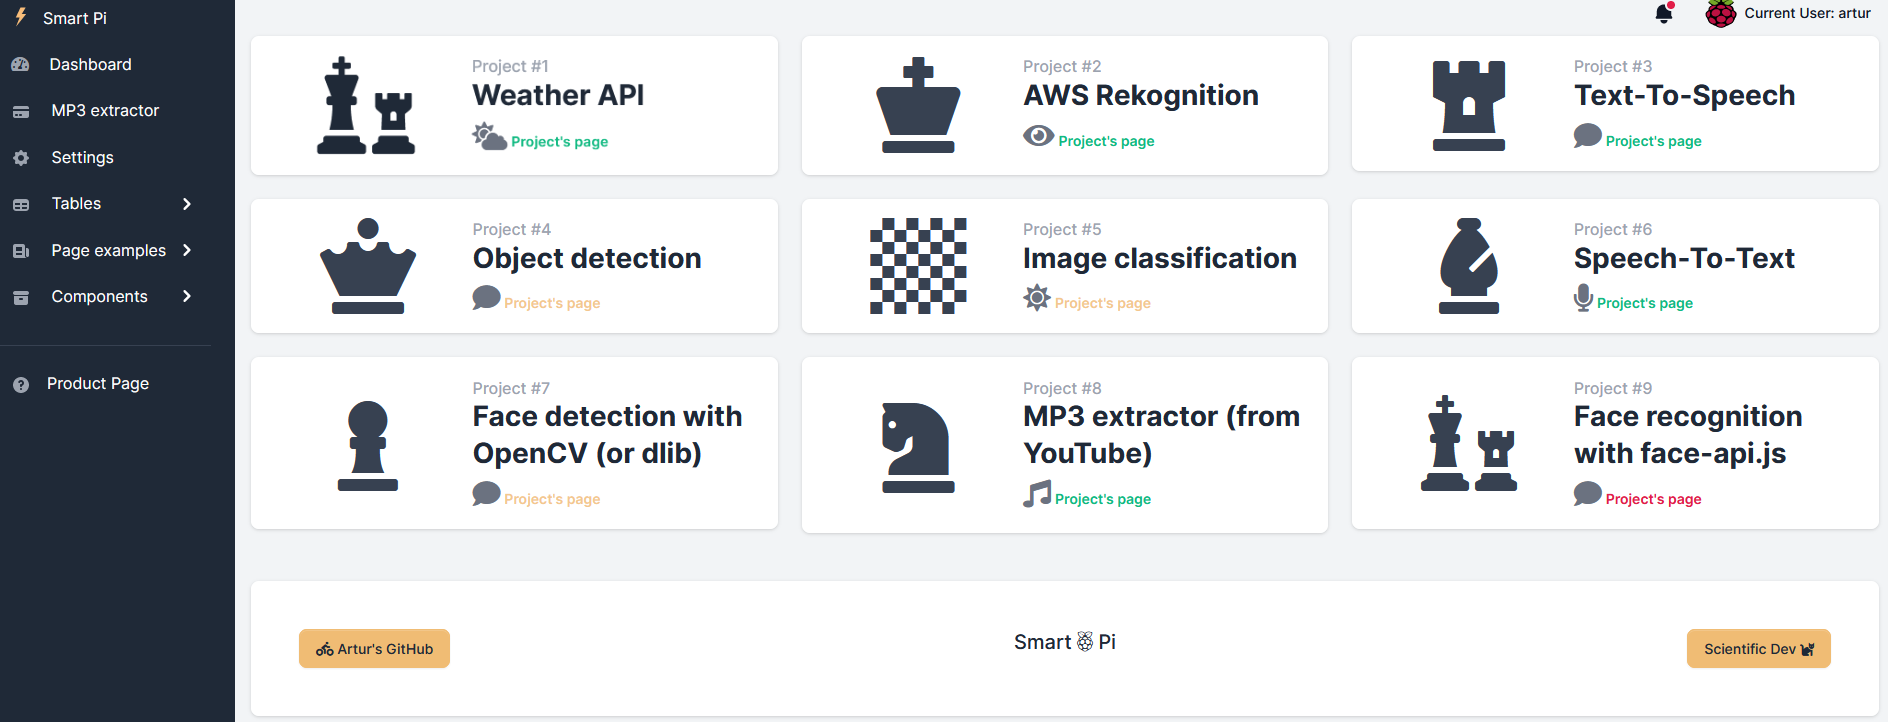 Smart Pi
Dashboard
MP3 extractor
Settings
Tables
Page examples
Components
Product Page
Current User: artur
Project #1
Weather API
Project's page
Project #2
AWS Rekognition
Project's page
Project #3
Text-To-Speech
Project's page
Project #4
Object detection
Project's page
Project #5
Image classification
Project's page
Project #6
Speech-To-Text
Project's page
Project #7
Face detection with
OpenCV (or dlib)
Project's page
Project #8
MP3 extractor (from
YouTube)
Project's page
Project #9
Face recognition
with face-api.js
Project's page
Artur's GitHub
Smart Pi
Scientific Dev